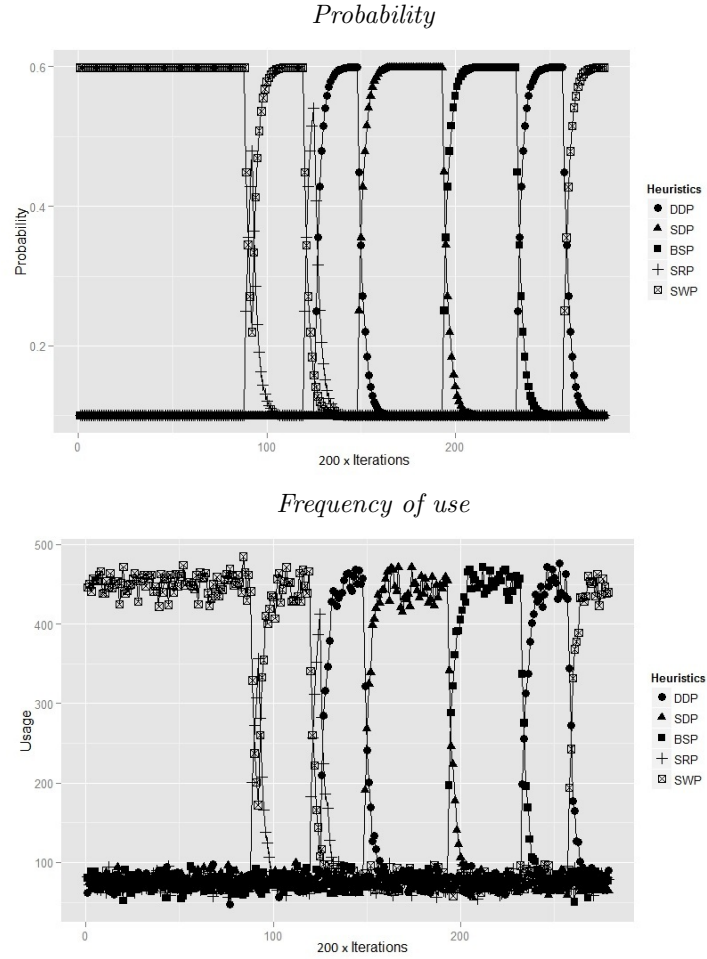 Probability
0.6
0.4
0.2
Probability
0
100
200
200 x Iterations
Heuristics
DDP
SDP
BSP
SRP
SWP
Frequency of use
500
400
300
200
100
Usage
0
100
200
200 x Iterations
Heuristics
DDP
SDP
BSP
SRP
SWP